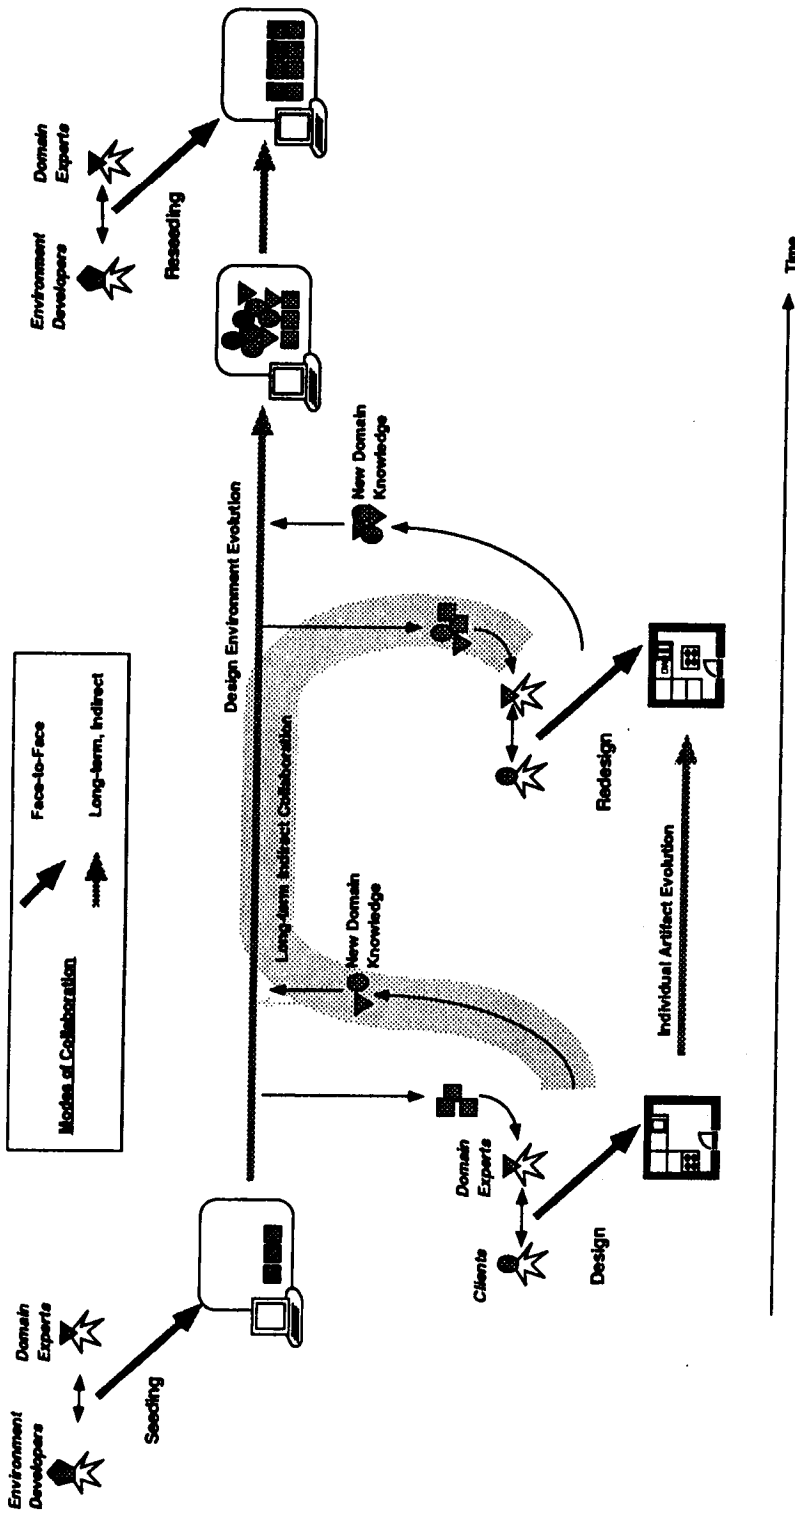 Modes of Collaboration
Face-to-Face
Long-term, Indirect
Environment
Developers
Domain
Experts
Seeding
Environment
Developers
Domain
Experts
Reseeding
Design Environment Evolution
Long-term Indirect Collaboration
New Domain
Knowledge
New Domain
Knowledge
Clients
Domain
Experts
Design
Redesign
Individual Artifact Evolution
Time